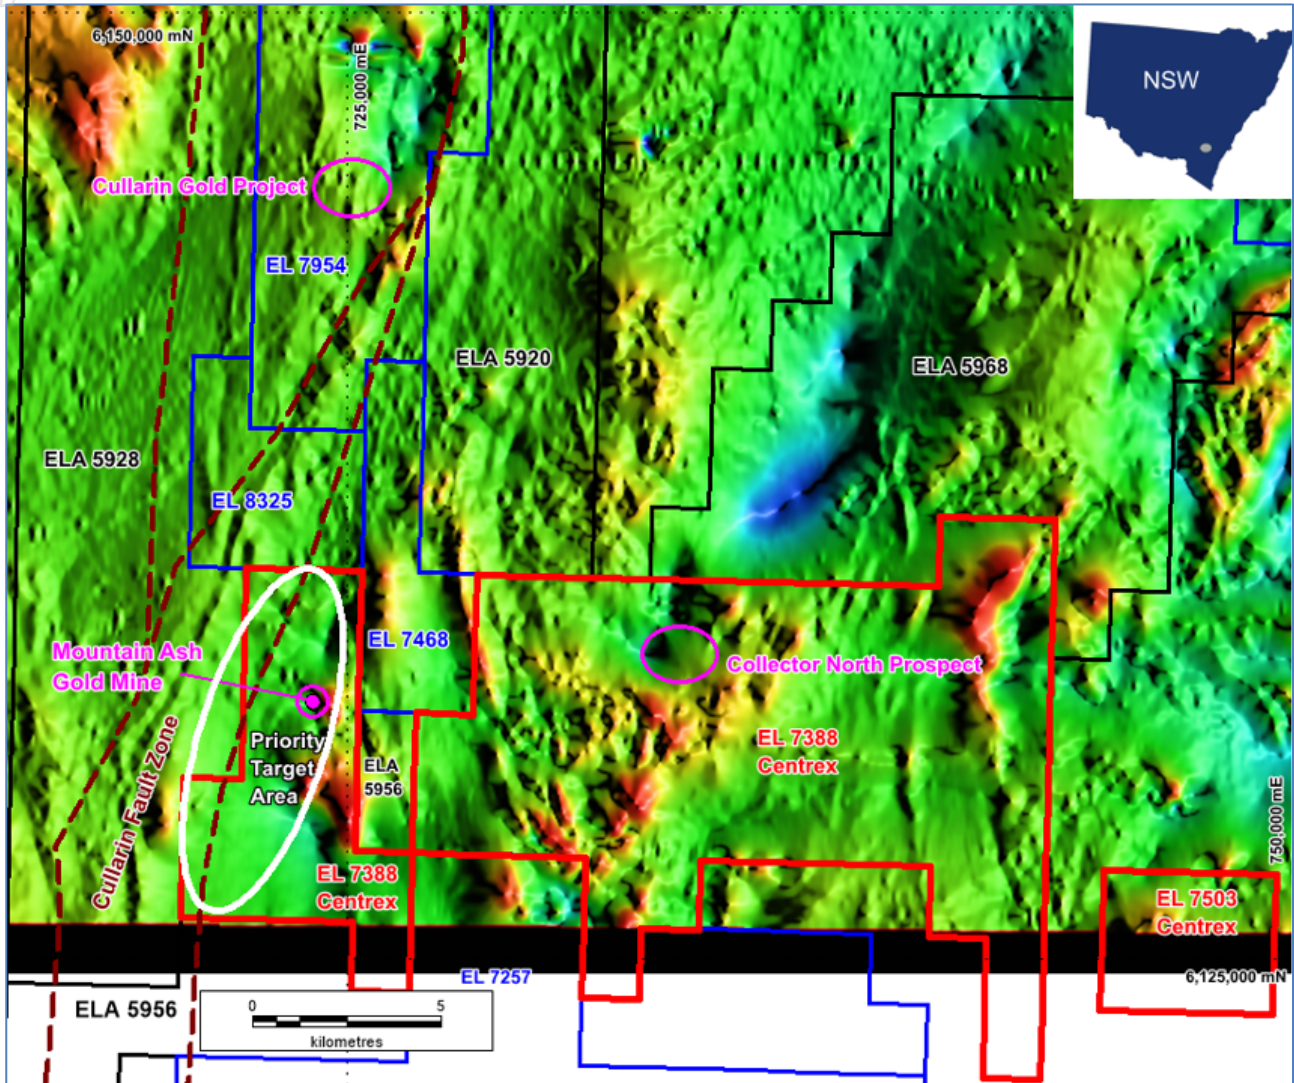 6,150,000 mN
725,000 mE
NSW
Cullarin Gold Project
EL 7954
ELA 5920
ELA 5968
ELA 5928
EL 8325
EL 7468
Mountain Ash
Gold Mine
Collector North Prospect
Priority
Target
Area
EL 7388
Centrex
ELA
5956
Cullarin Fault Zone
750,000 mE
EL 7388
Centrex
EL 7503
Centrex
EL 7257
6,125,000 mN
ELA 5956
0 5
kilometres